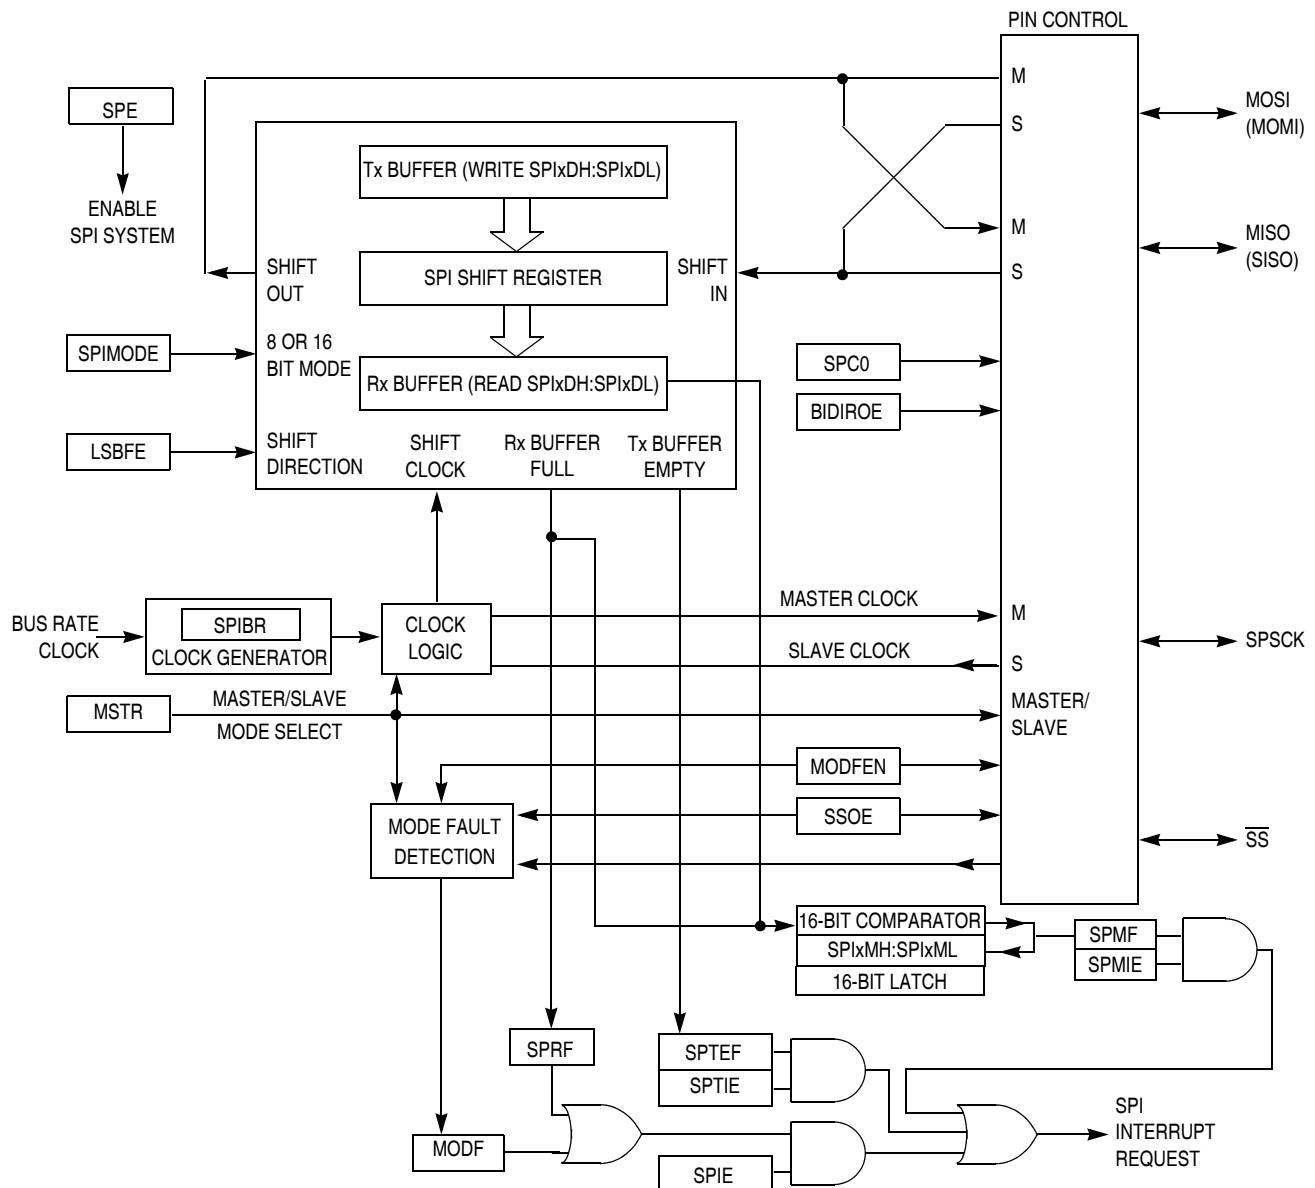 PIN CONTROL
M
SPE
MOSI
(MOMI)
S
Tx BUFFER (WRITE SPIxDH:SPIxDL)
ENABLE
SPI SYSTEM
M
MISO
(SISO)
SHIFT
OUT
SPI SHIFT REGISTER
SHIFT
IN
S
SPIMODE
8 OR 16
BIT MODE
Rx BUFFER (READ SPIxDH:SPIxDL)
SPC0
BIDIROE
LSBFE
SHIFT
DIRECTION
SHIFT
CLOCK
Rx BUFFER
FULL
Tx BUFFER
EMPTY
BUS RATE
CLOCK
SPIBR
CLOCK GENERATOR
CLOCK
LOGIC
MASTER CLOCK
M
SLAVE CLOCK
S
SPSCK
MSTR
MASTER/SLAVE
MODE SELECT
MASTER/
SLAVE
MODFEN
SSOE
MODE FAULT
DETECTION
SS
16-BIT COMPARATOR
SPIxMH:SPIxML
16-BIT LATCH
SPMF
SPMIE
SPRF
SPTEF
SPTIE
MODF
SPIE
SPI
INTERRUPT
REQUEST